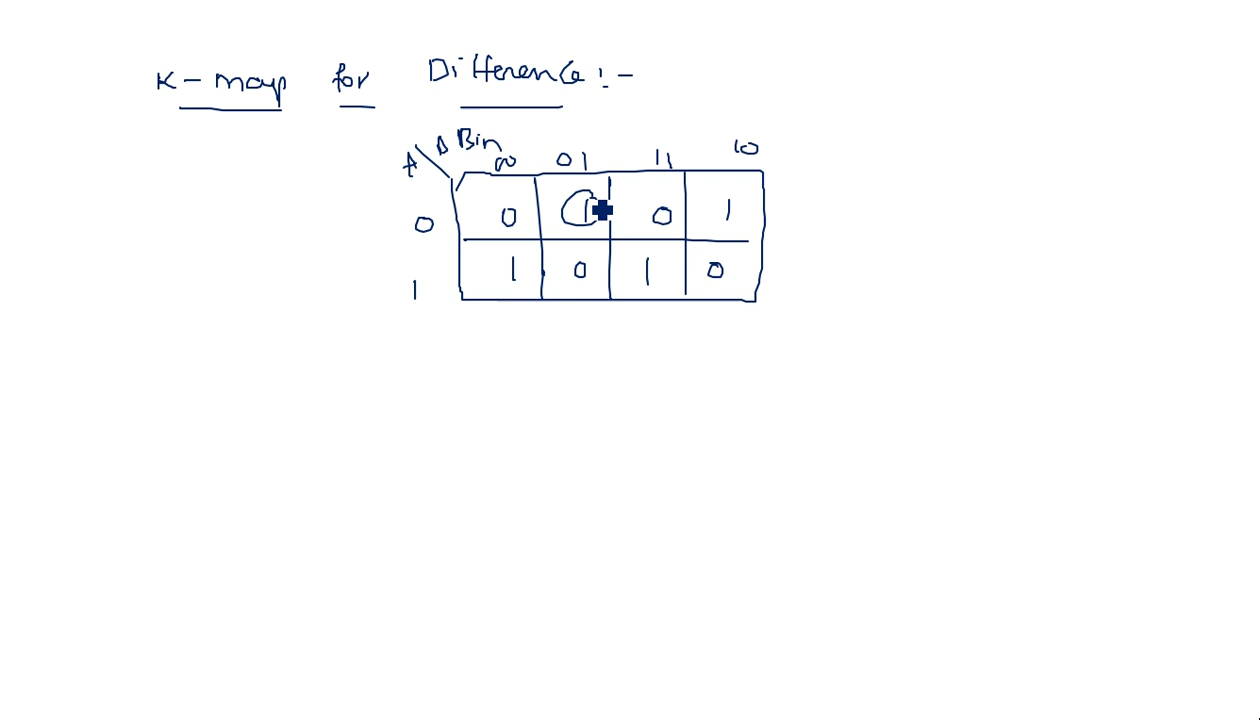 K-map for Difference:-
A B Bin 00 01 11 10
0 0 1 0 1
1 1 0 1 0